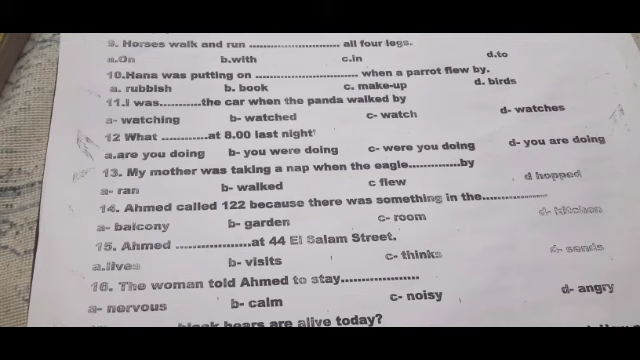 9. Horses walk and run ........................ all four legs.
a.On b.with c.in d.to
10.Hana was putting on ........................... when a parrot flew by.
a. rubbish b. book c. make-up d. birds
11.I was...........the car when the panda walked by
a- watching b- watched c- watch d- watches
12 What ............at 8.00 last night'
a.are you doing b- you were doing c- were you doing d- you are doing
13. My mother was taking a nap when the eagle..............by
a- ran b- walked c flew d hopped
14. Ahmed called 122 because there was something in the..................
a- balcony b- garden c- room d- kitchen
15. Ahmed ....................at 44 El Salam Street.
a.lives b- visits c- thinks d- sends
16. The woman told Ahmed to stay.....................
a- nervous b- calm c- noisy d- angry
black bears are alive today?